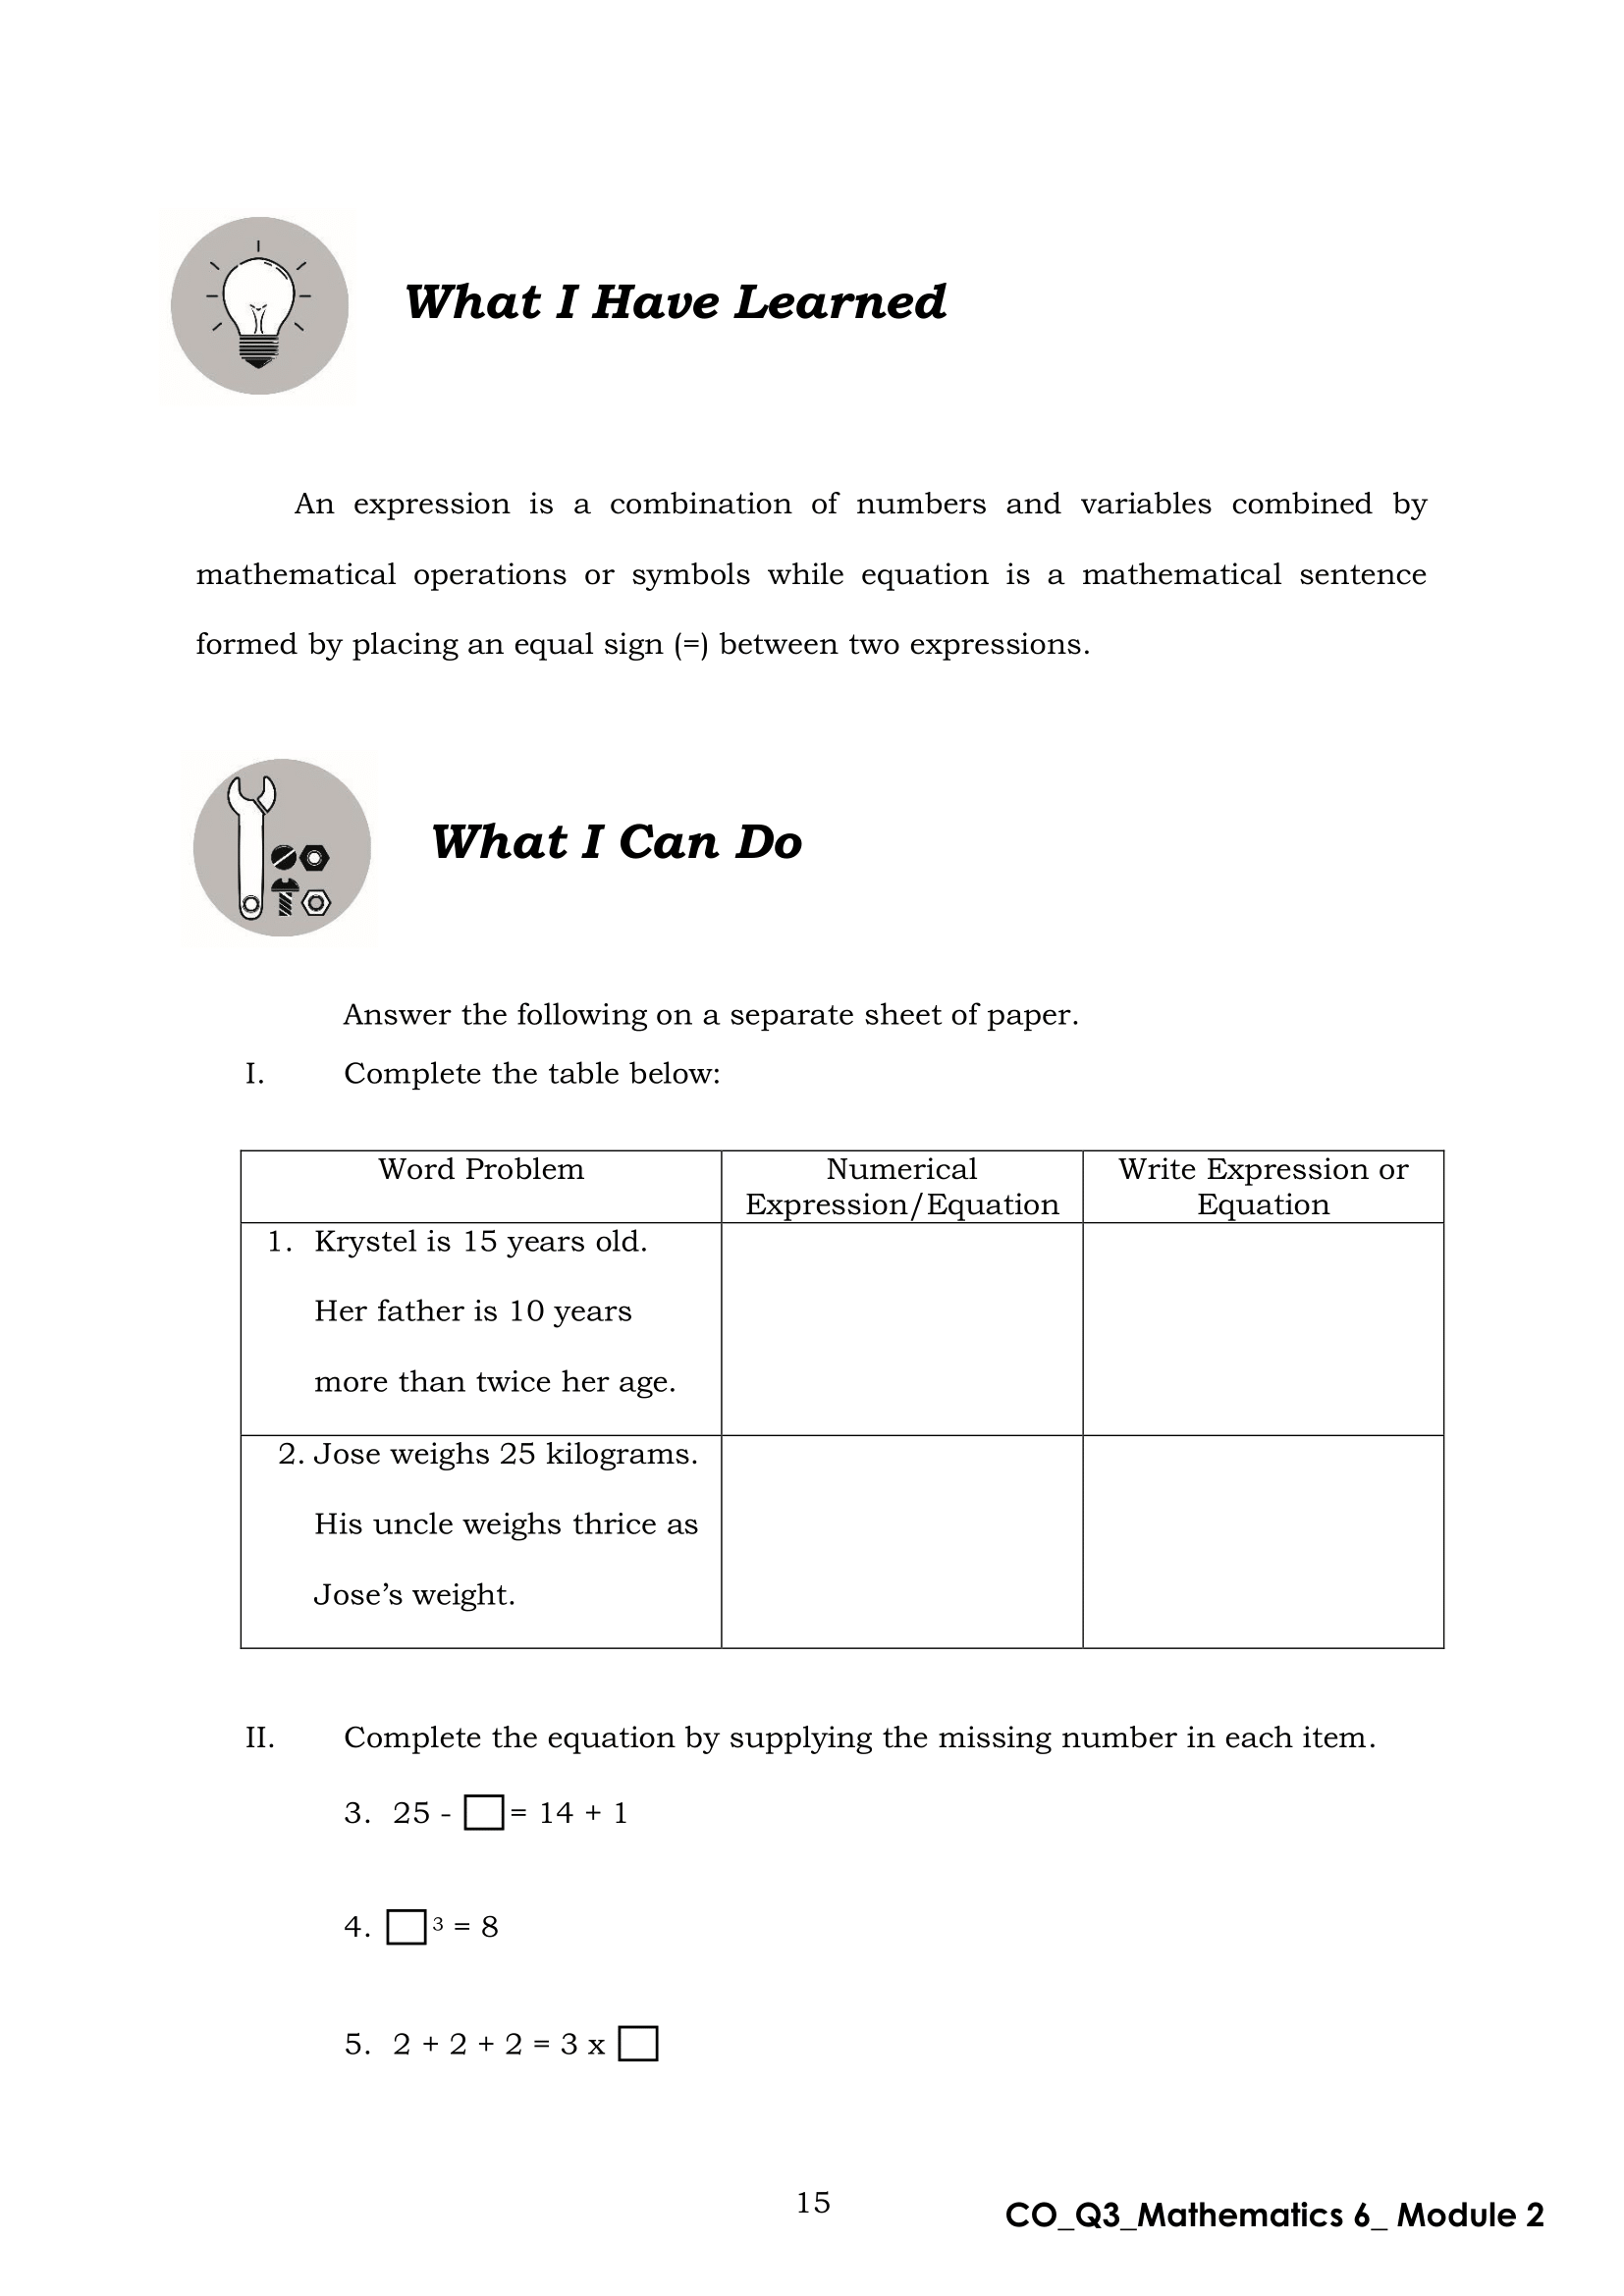 What I Have Learned
An expression is a combination of numbers and variables combined by
mathematical operations or symbols while equation is a mathematical sentence
formed by placing an equal sign (=) between two expressions.
What I Can Do
Answer the following on a separate sheet of paper.
I. Complete the table below:
Word Problem
Numerical
Expression/Equation
Write Expression or
Equation
1. Krystel is 15 years old.
Her father is 10 years
more than twice her age.
2. Jose weighs 25 kilograms.
His uncle weighs thrice as
Jose’s weight.
II. Complete the equation by supplying the missing number in each item.
3. 25 - □ = 14 + 1
4. □ ³ = 8
5. 2 + 2 + 2 = 3 x □
15
CO_Q3_Mathematics 6_ Module 2